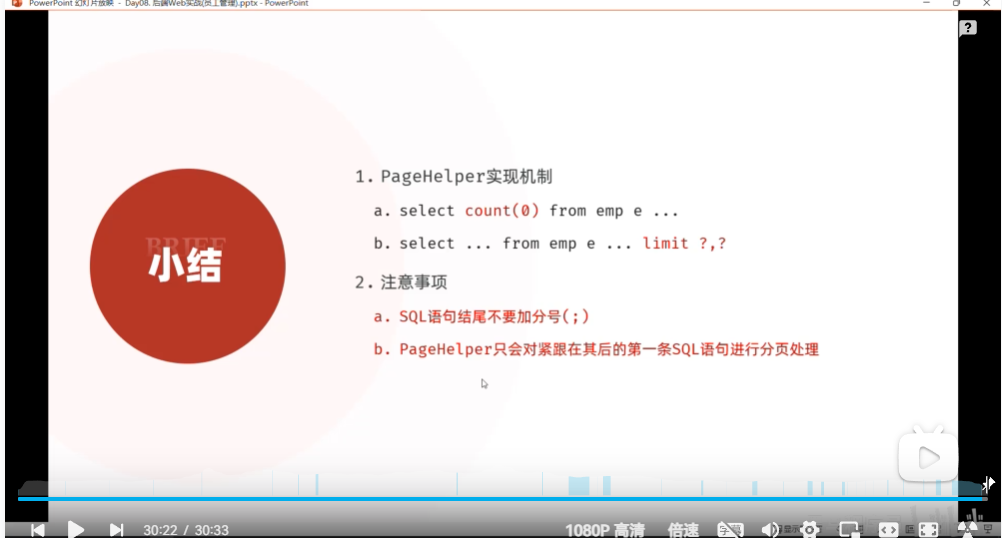 PowerPoint 幻灯片放映 - Day08. 后端Web实战(员工管理).pptx - PowerPoint
?
1. PageHelper实现机制
a. select count(0) from emp e ...
b. select ... from emp e ... limit ?,?
BRIEF
小结
2. 注意事项
a. SQL语句结尾不要加分号(;)
b. PageHelper只会对紧跟在其后的第一条SQL语句进行分页处理
30:22 / 30:33
1080P 高清
倍速